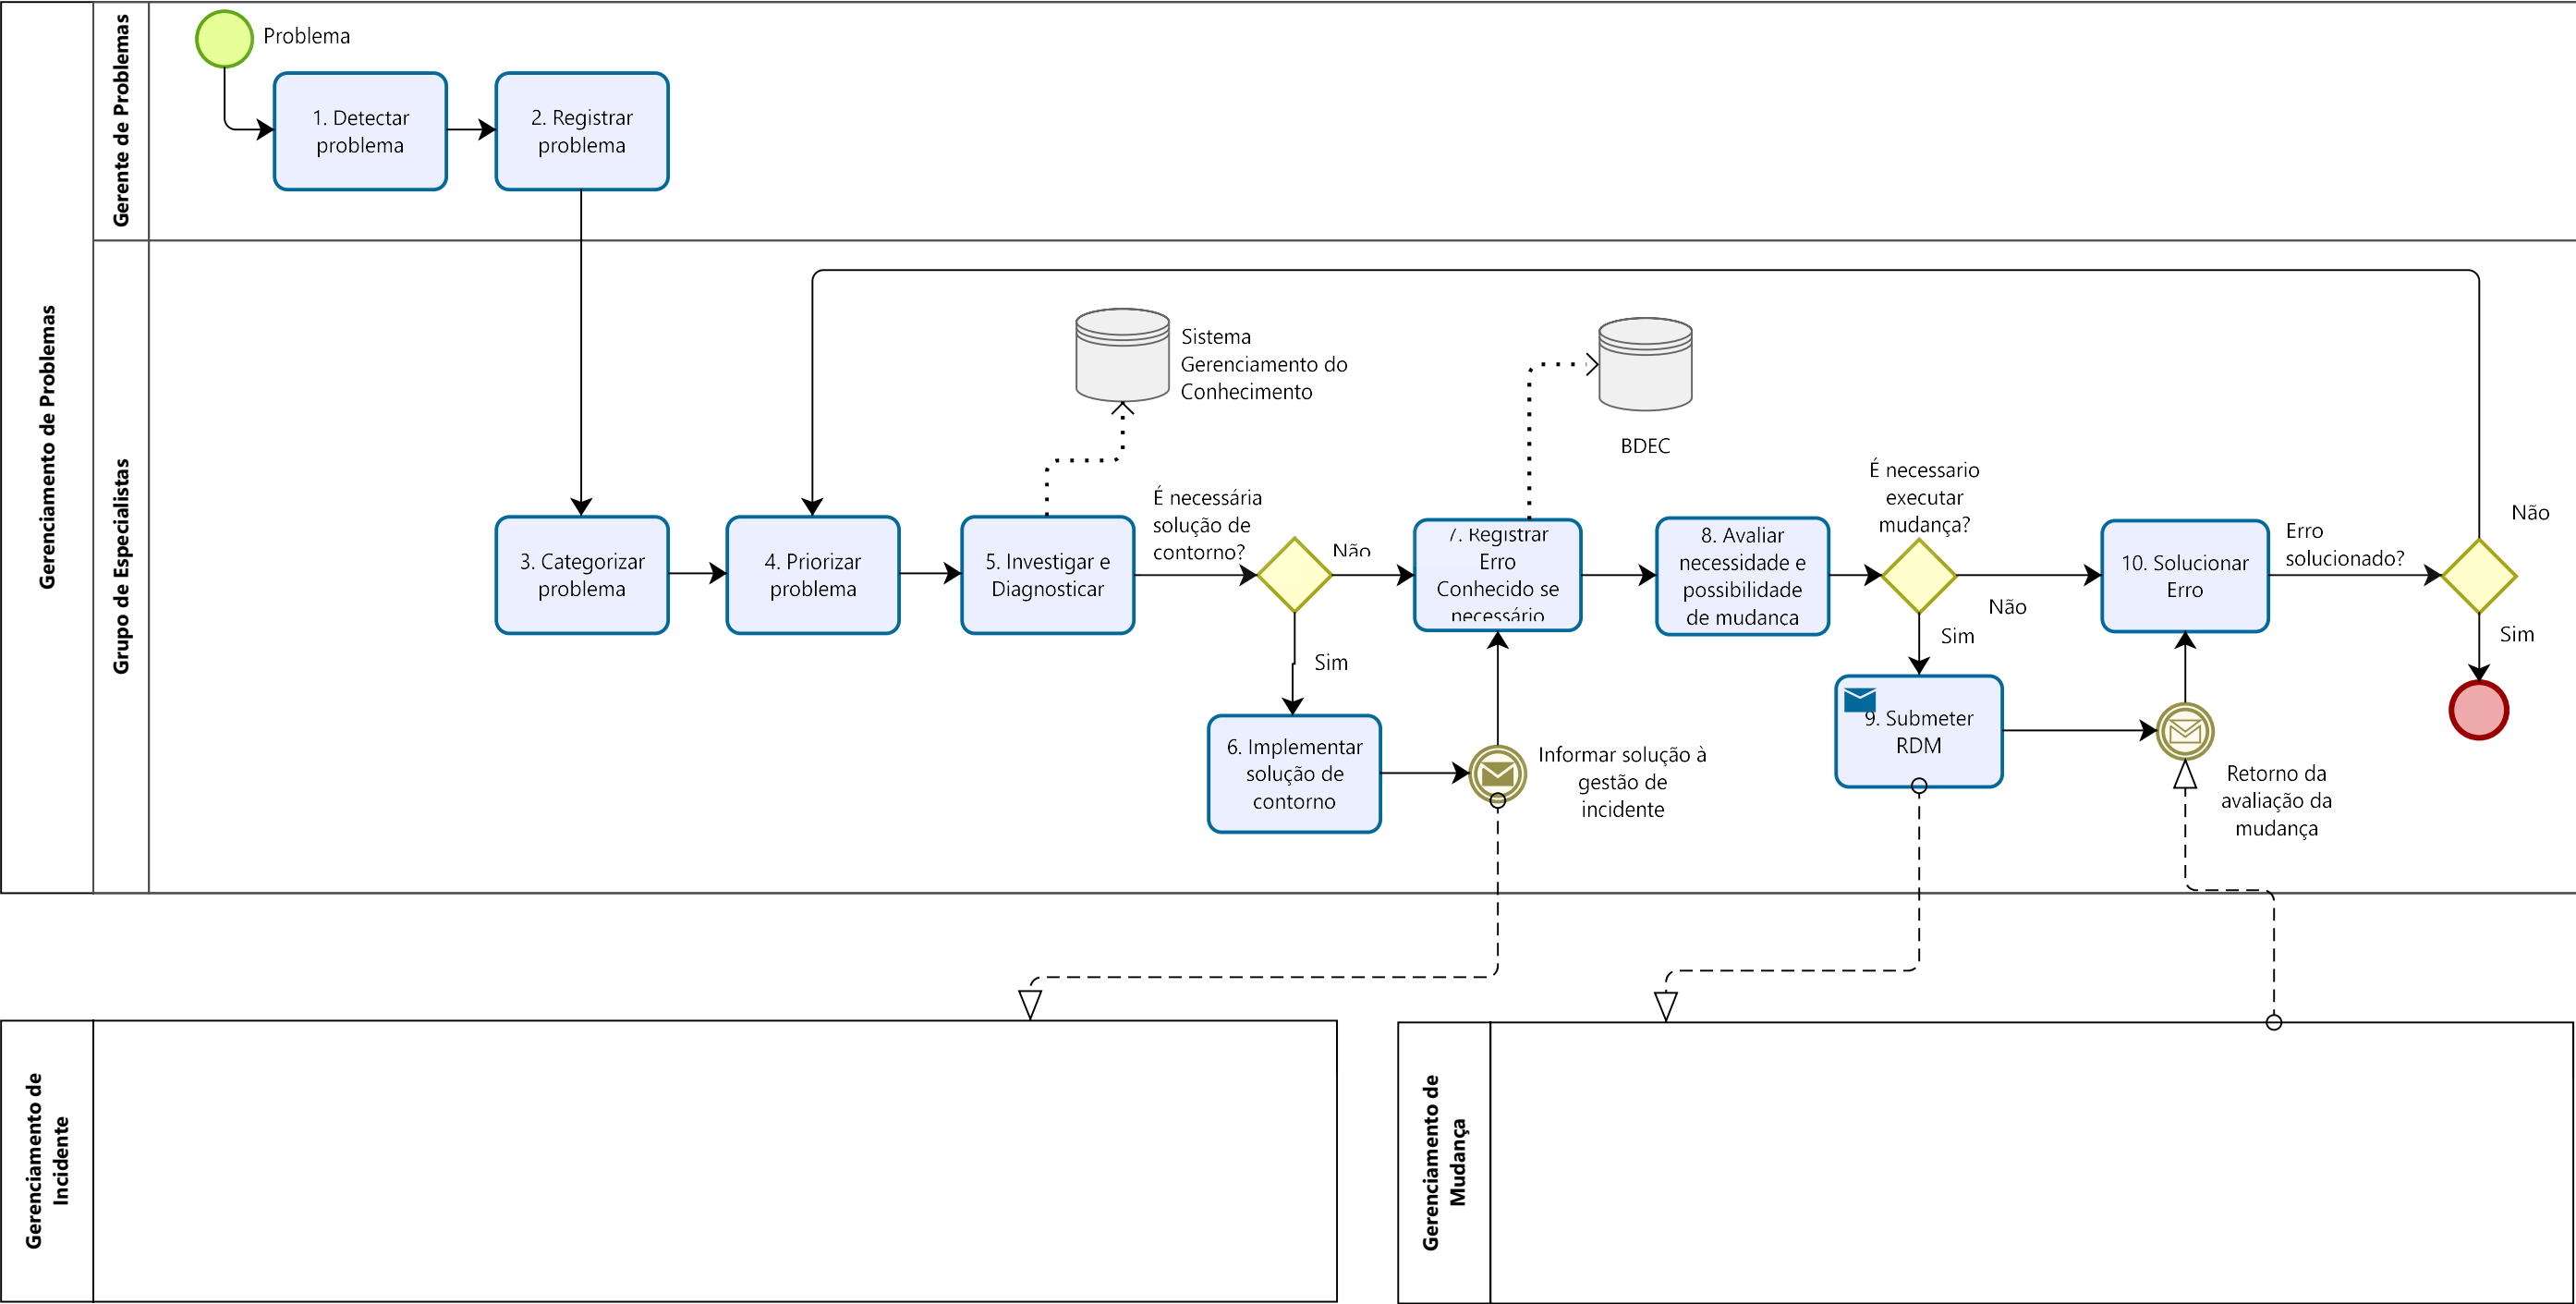 Gerenciamento de Problemas
Gerente de Problemas
Problema
1. Detectar
problema
2. Registrar
problema
Grupo de Especialistas
Sistema
Gerenciamento do
Conhecimento
BDEC
3. Categorizar
problema
4. Priorizar
problema
5. Investigar e
Diagnosticar
É necessária
solução de
contorno?
Não
Sim
6. Implementar
solução de
contorno
Informar solução à
gestão de
incidente
7. Registrar
Erro
Conhecido se
necessário
8. Avaliar
necessidade e
possibilidade
de mudança
É necessario
executar
mudança?
Não
Sim
9. Submeter
RDM
Retorno da
avaliação da
mudança
10. Solucionar
Erro
Erro
solucionado?
Não
Sim
Gerenciamento de
Incidente
Gerenciamento de
Mudança